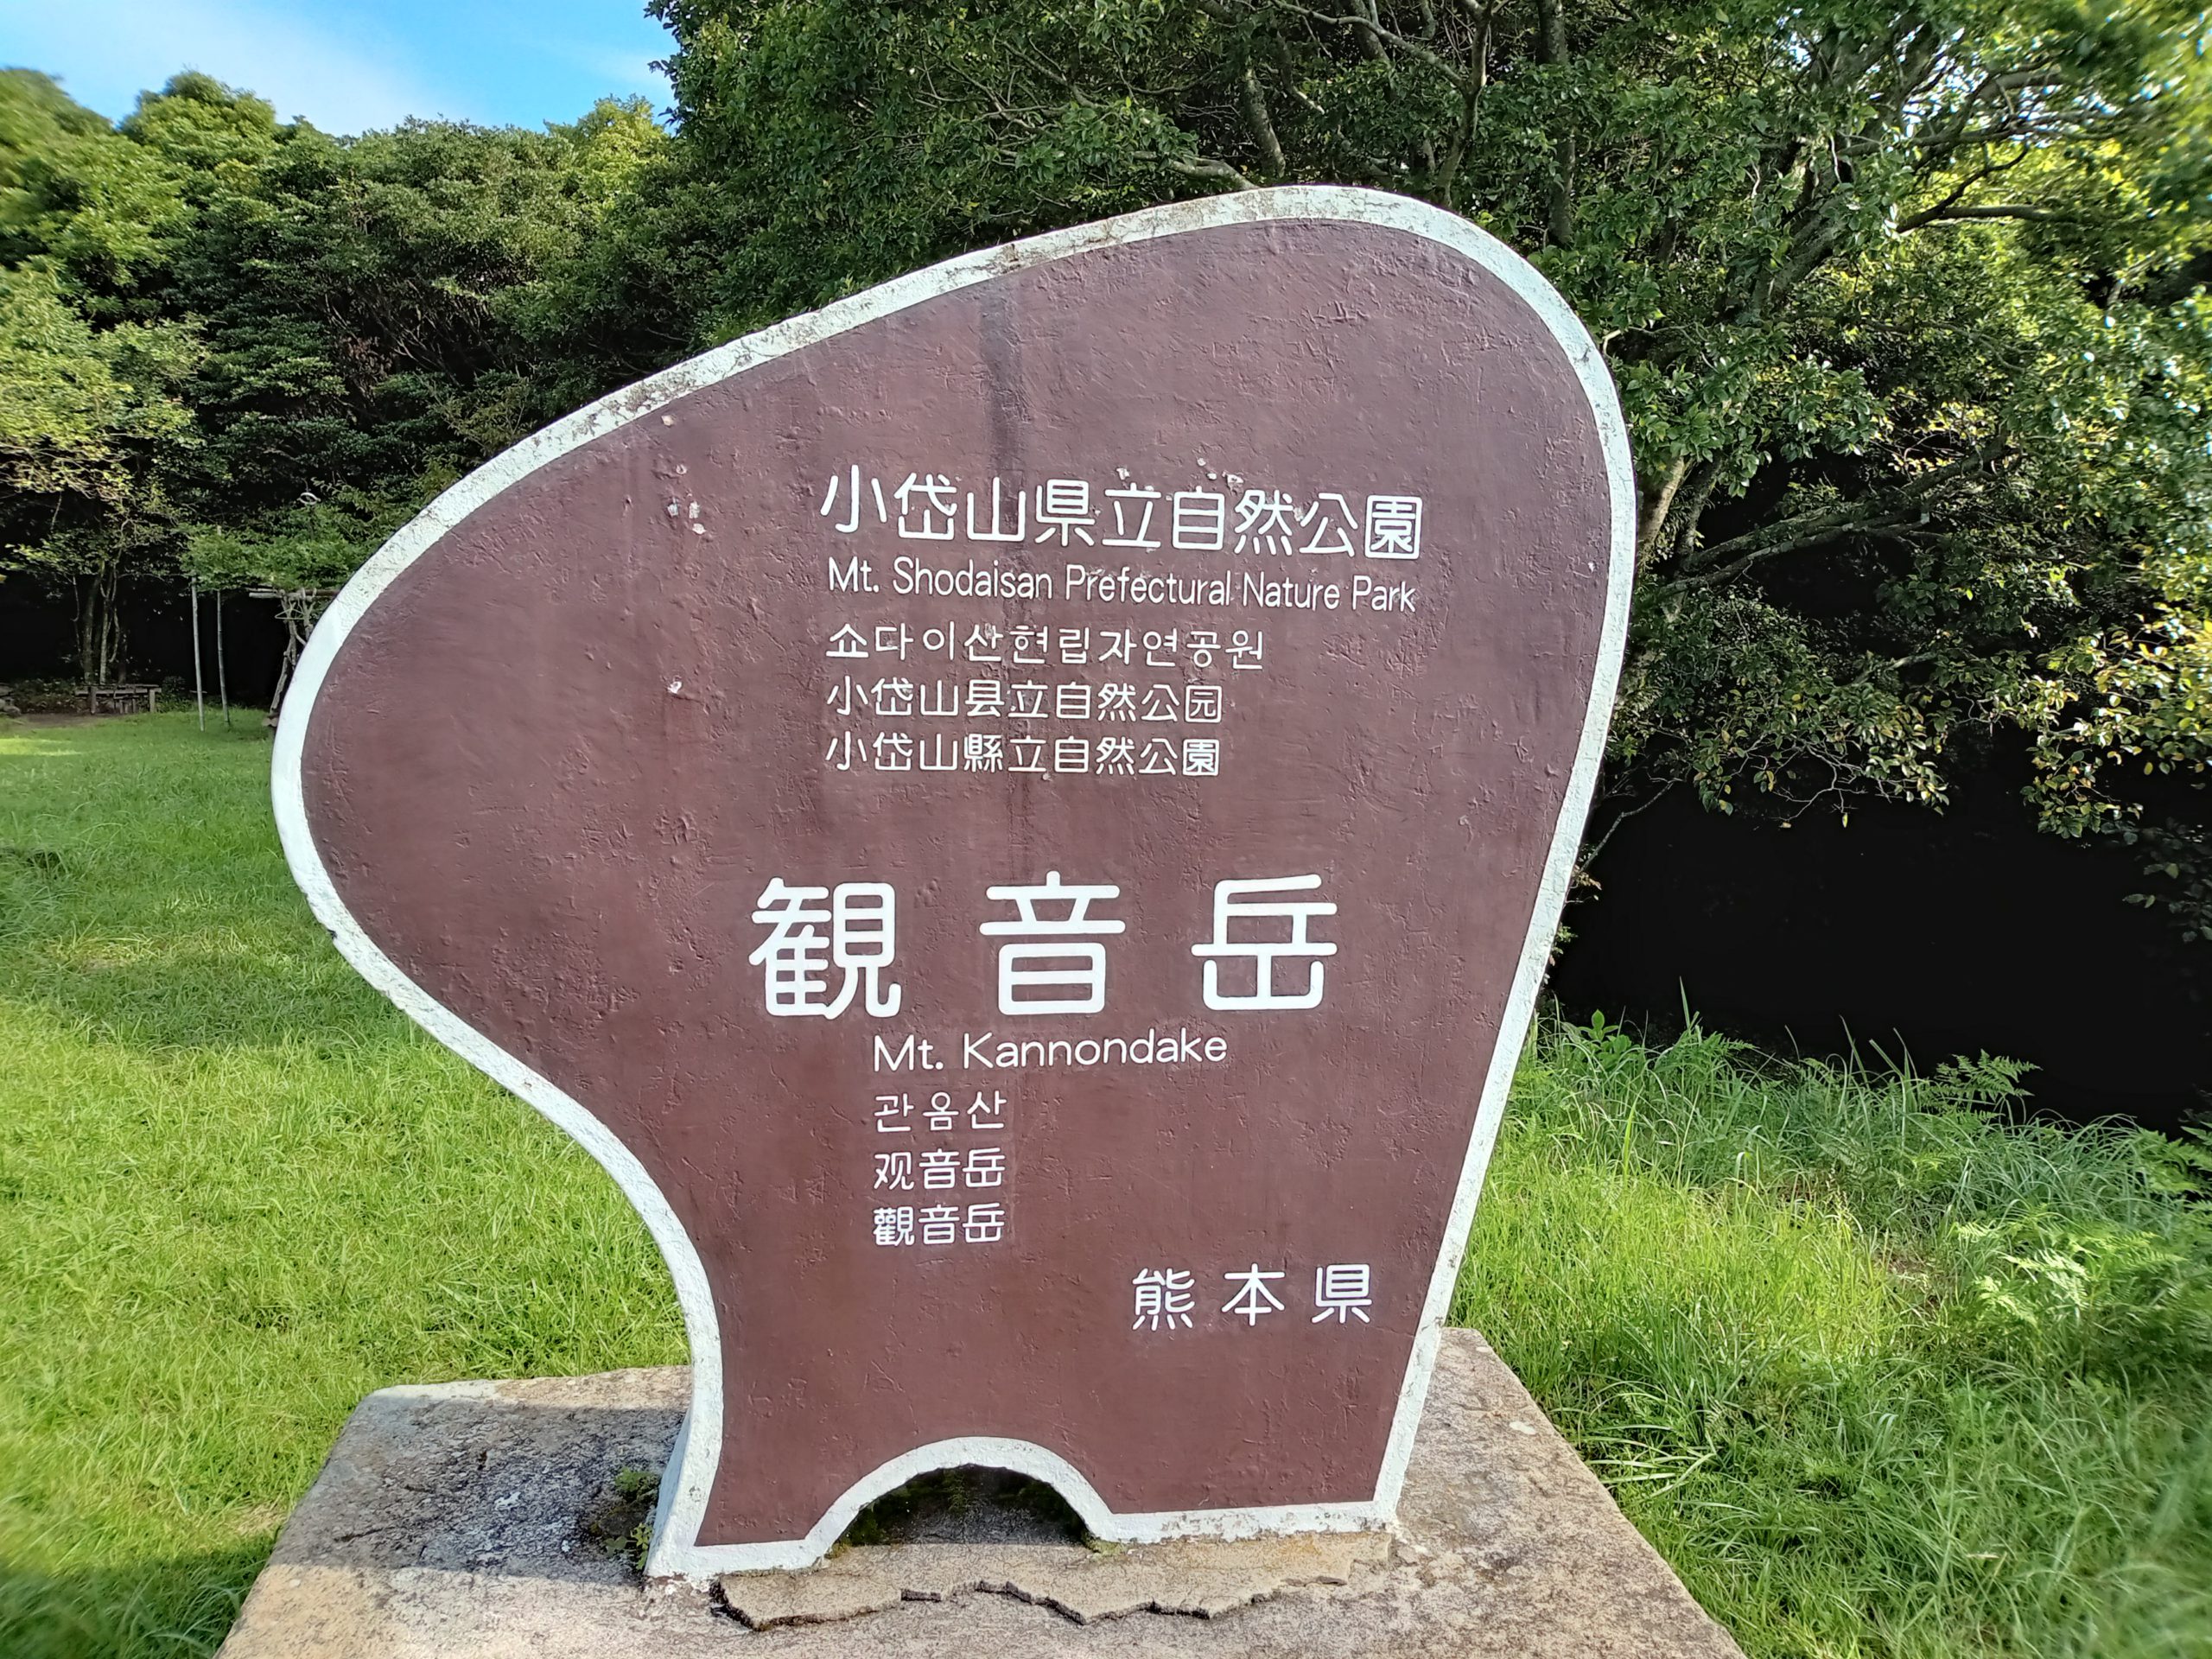 小岱山県立自然公園
Mt. Shodaisan Prefectural Nature Park
쇼다이산현립자연공원
小岱山县立自然公园
小岱山縣立自然公園
観音岳
Mt. Kannondake
관옴산
观音岳
觀音岳
熊本県